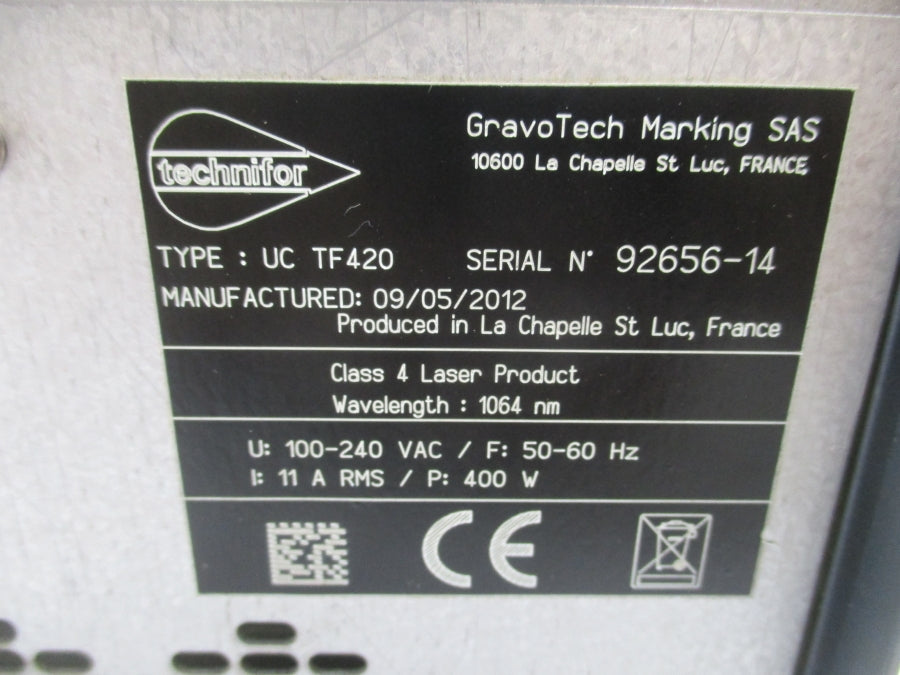 technifor
GravoTech Marking SAS
10600 La Chapelle St Luc, FRANCE
TYPE : UC TF420 SERIAL N° 92656-14
MANUFACTURED: 09/05/2012
Produced in La Chapelle St Luc, France
Class 4 Laser Product
Wavelength : 1064 nm
U: 100-240 VAC / F: 50-60 Hz
I: 11 A RMS / P: 400 W
CE